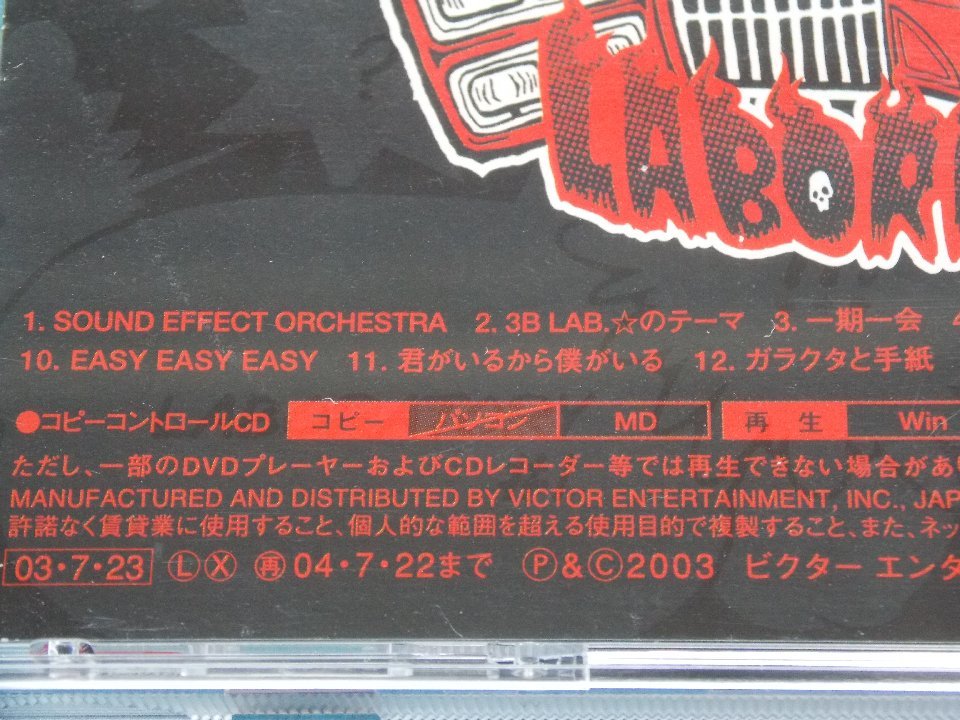 LABOR
1. SOUND EFFECT ORCHESTRA 2. 3B LAB.☆のテーマ 3. 一期一会
10. EASY EASY EASY 11. 君がいるから僕がいる 12. ガラクタと手紙
●コピーコントロールCD コピー パソコン MD 再生 Win
ただし、一部のDVDプレーヤーおよびCDレコーダー等では再生できない場合があり
MANUFACTURED AND DISTRIBUTED BY VICTOR ENTERTAINMENT, INC., JAP
許諾なく賃貸業に使用すること、個人的な範囲を超える使用目的で複製すること、また、ネッ
03・7・23 Ⓛ Ⓧ 再 04・7・22まで Ⓟ&Ⓒ2003 ビクター エンタ